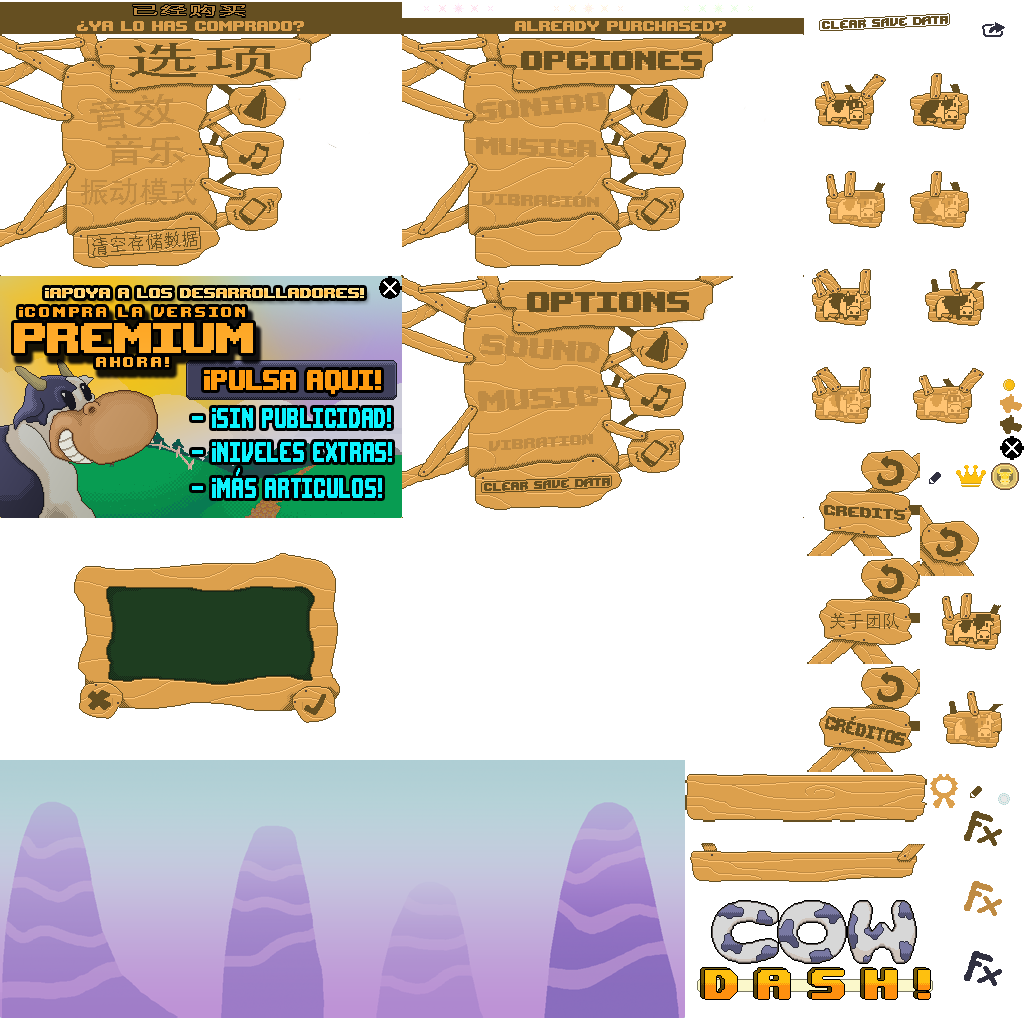 已经购买
¿YA LO HAS COMPRADO?
选项
音效
音乐
振动模式
清空存储数据
ALREADY PURCHASED?
OPCIONES
SONIDO
MUSICA
VIBRACIÓN
CLEAR SAVE DATA
¡APOYA A LOS DESARROLLADORES!
¡COMPRA LA VERSION
PREMIUM
AHORA!
¡PULSA AQUI!
- ¡SIN PUBLICIDAD!
- ¡NIVELES EXTRAS!
- ¡MÁS ARTICULOS!
OPTIONS
SOUND
MUSIC
VIBRATION
CLEAR SAVE DATA
CREDITS
关于团队
CRÉDITOS
Fx
Fx
Fx
COW
DASH!